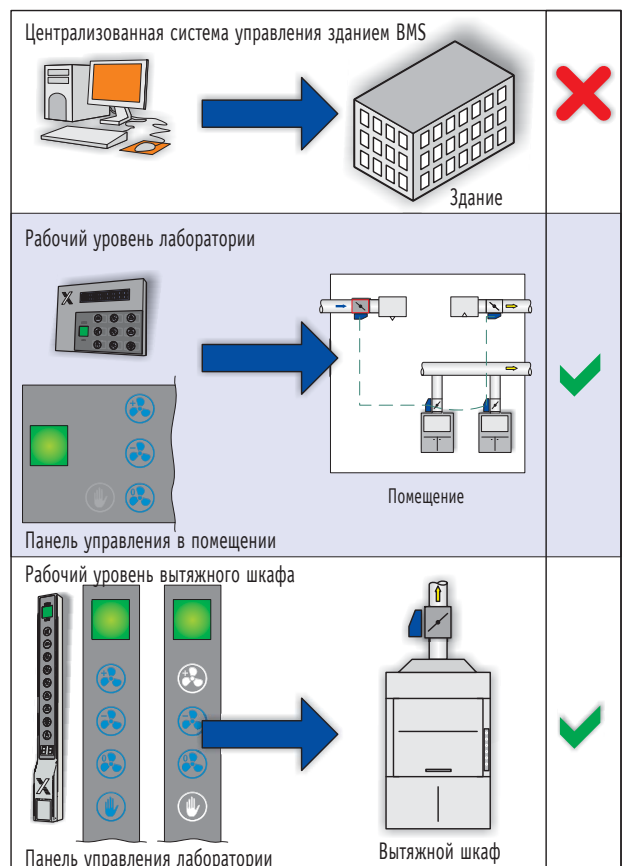 Централизованная система управления зданием BMS
Здание
Рабочий уровень лаборатории
Помещение
Панель управления в помещении
Рабочий уровень вытяжного шкафа
Вытяжной шкаф
Панель управления лаборатории